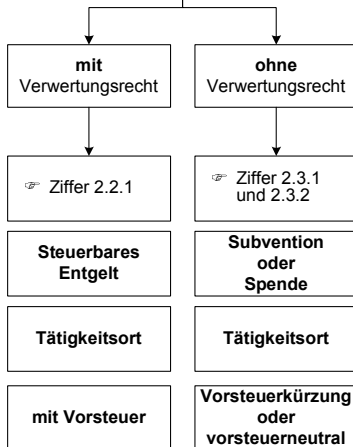 mit
Verwertungsrecht
ohne
Verwertungsrecht
☞ Ziffer 2.2.1
☞ Ziffer 2.3.1
und 2.3.2
Steuerbares
Entgelt
Subvention
oder
Spende
Tätigkeitsort
Tätigkeitsort
mit Vorsteuer
Vorsteuerkürzung
oder
vorsteuerneutral